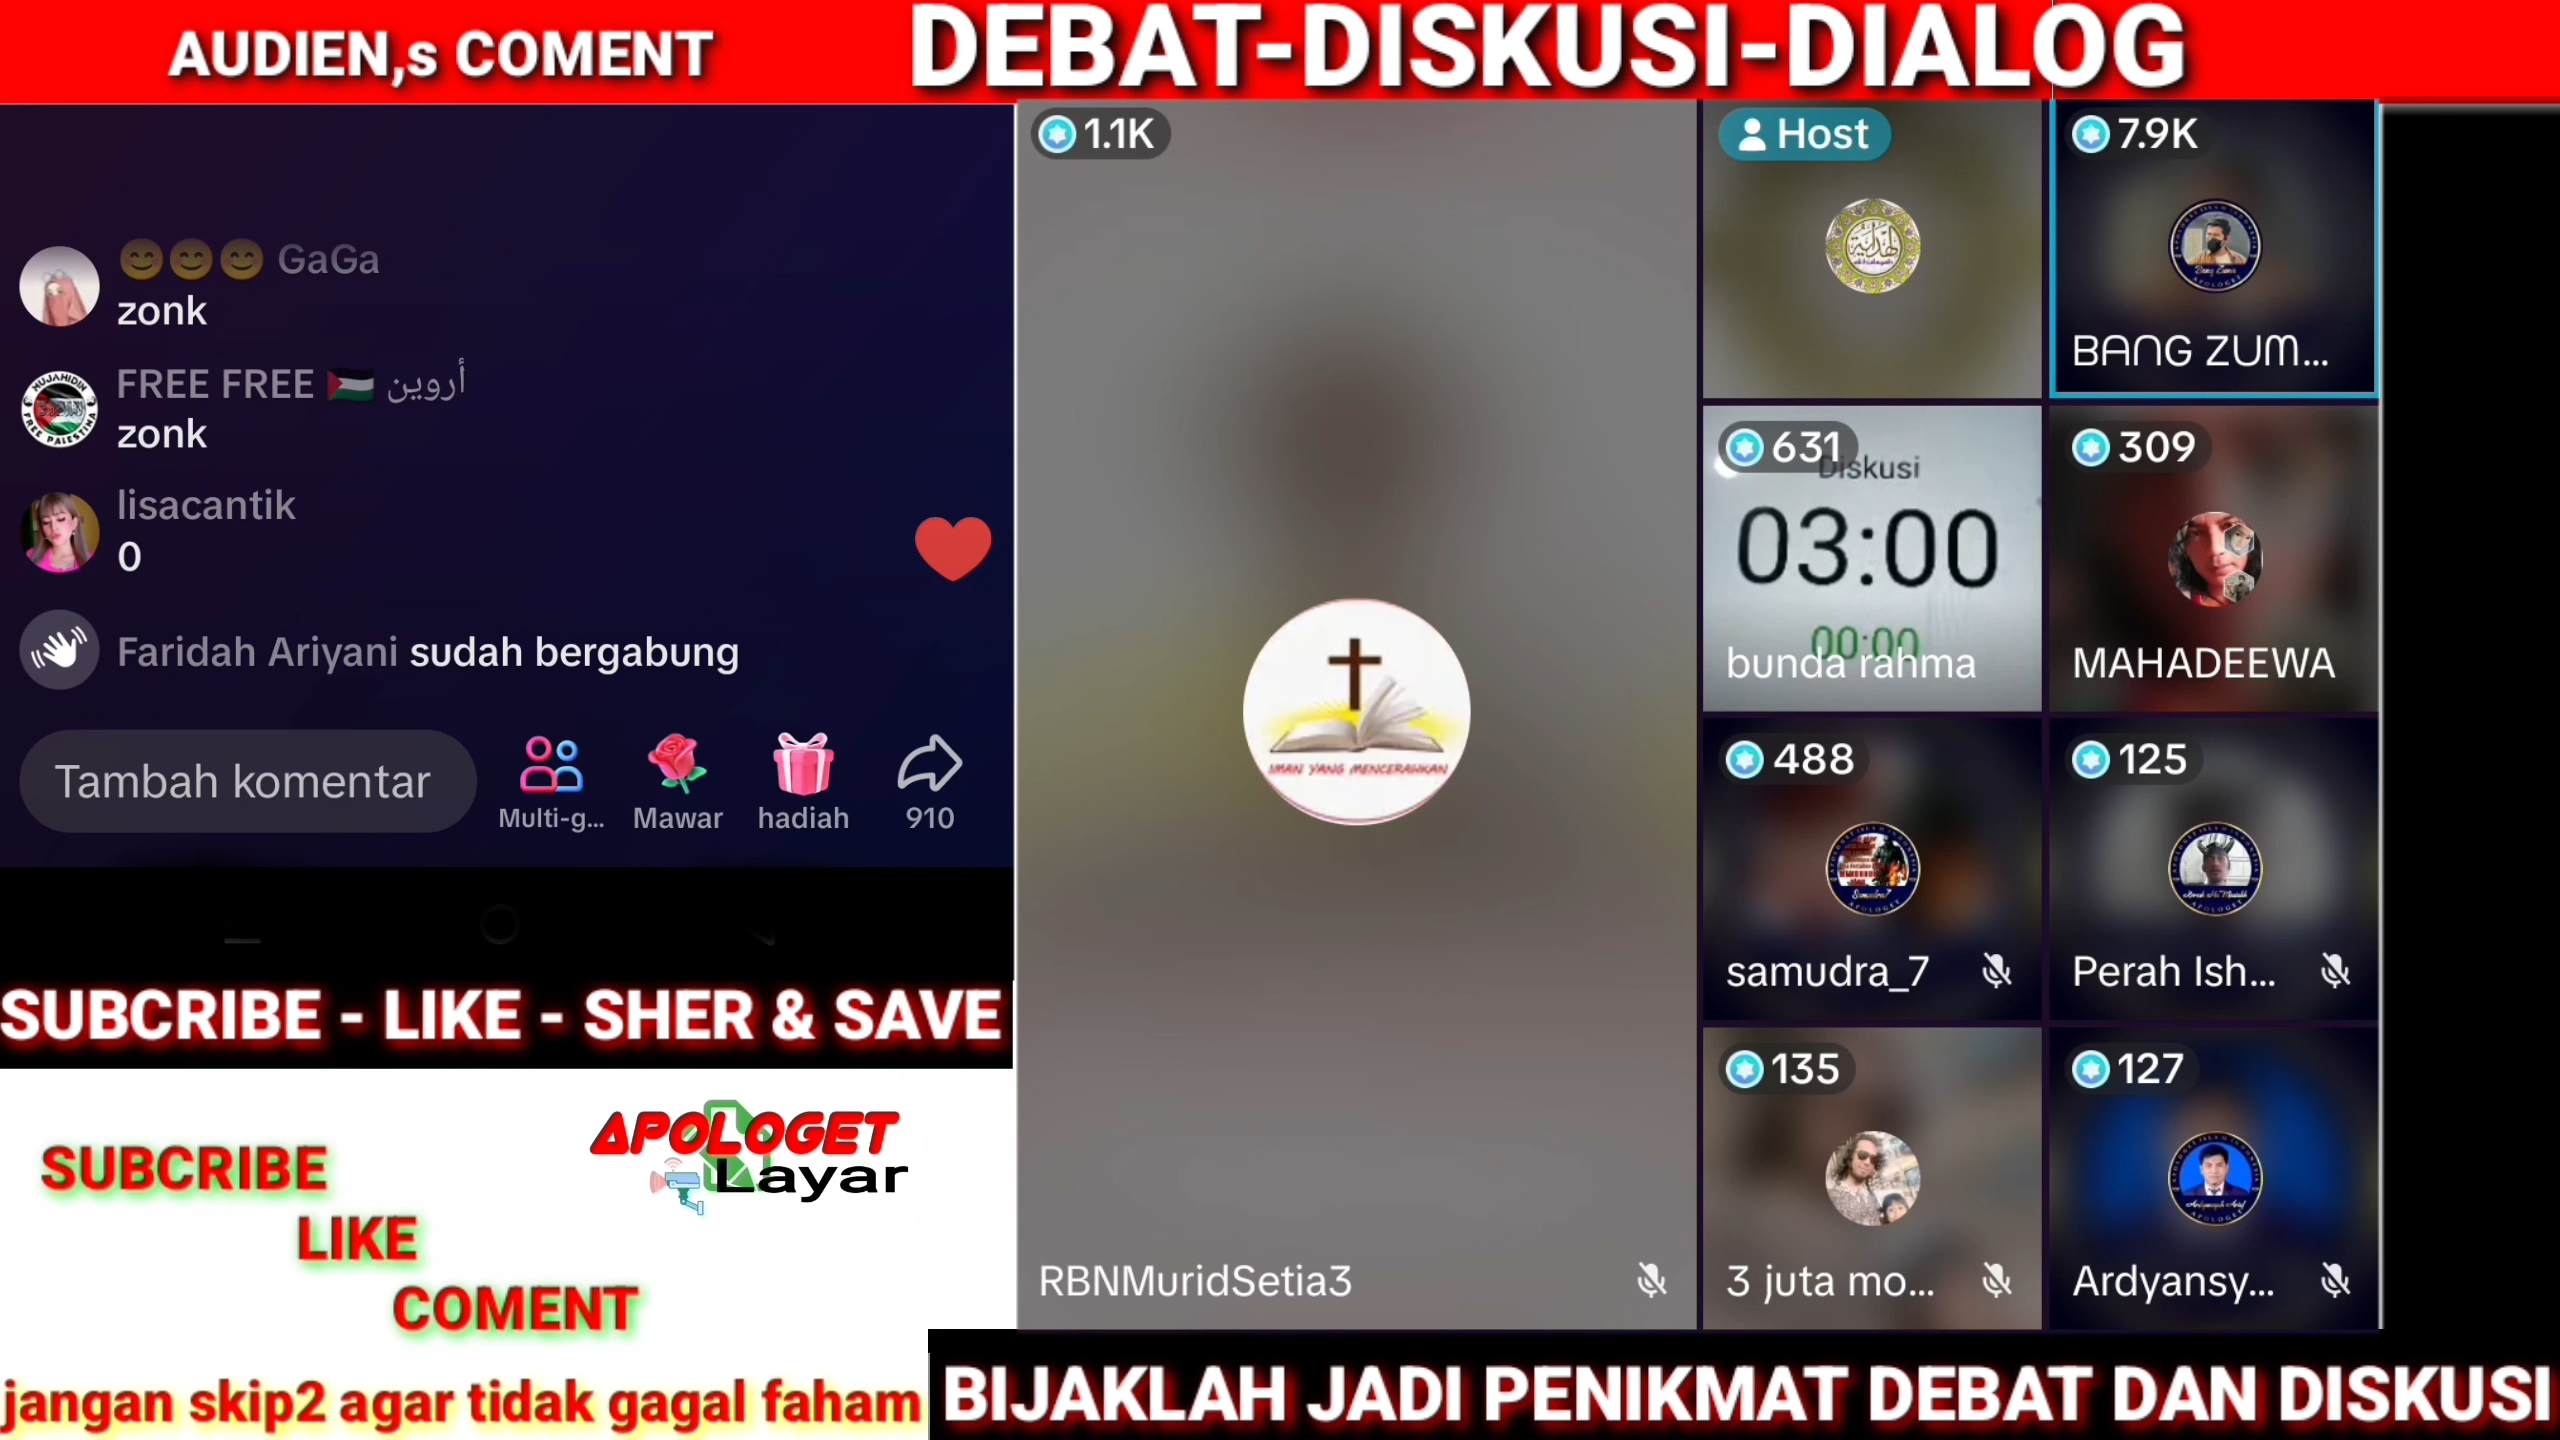 AUDIEN,s COMENT
DEBAT-DISKUSI-DIALOG
😊😊😊 GaGa
zonk
FREE FREE 🇵🇸 أروين
zonk
lisacantik
0
Faridah Ariyani sudah bergabung
Tambah komentar
Multi-g...
Mawar
hadiah
910
SUBCRIBE - LIKE - SHER & SAVE
SUBCRIBE
LIKE
COMENT
APOLOGET
Layar
jangan skip2 agar tidak gagal faham
1.1K
IMAN YANG MENCERAHKAN
RBNMuridSetia3
Host
7.9K
BANG ZUM...
631
Diskusi
03:00
00:00
bunda rahma
309
MAHADEEWA
488
samudra_7
125
Perah Ish...
135
3 juta mo...
127
Ardyansy...
BIJAKLAH JADI PENIKMAT DEBAT DAN DISKUSI